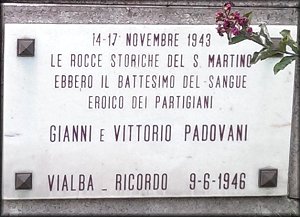 14-17 NOVEMBRE 1943
LE ROCCE STORICHE DEL S. MARTINO
EBBERO IL BATTESIMO DEL SANGUE
EROICO DEI PARTIGIANI
GIANNI E VITTORIO PADOVANI
VIALBA _ RICORDO 9-6-1946